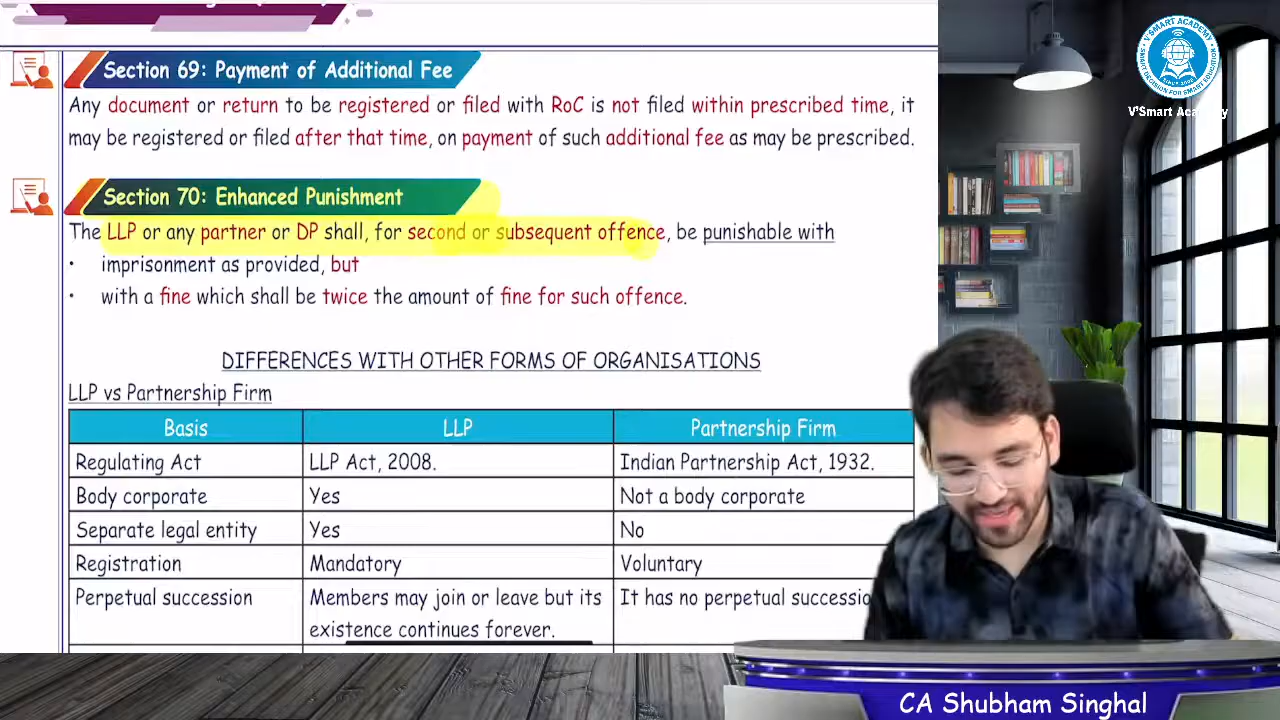 Section 69: Payment of Additional Fee
Any document or return to be registered or filed with RoC is not filed within prescribed time, it
may be registered or filed after that time, on payment of such additional fee as may be prescribed.
Section 70: Enhanced Punishment
The LLP or any partner or DP shall, for second or subsequent offence, be punishable with
• imprisonment as provided, but
• with a fine which shall be twice the amount of fine for such offence.
DIFFERENCES WITH OTHER FORMS OF ORGANISATIONS
LLP vs Partnership Firm
Basis LLP Partnership Firm
Regulating Act LLP Act, 2008. Indian Partnership Act, 1932.
Body corporate Yes Not a body corporate
Separate legal entity Yes No
Registration Mandatory Voluntary
Perpetual succession Members may join or leave but its It has no perpetual
existence continues forever.
V'SMART ACADEMY
SMART DECISION FOR SMART EDUCATION
V'Smart Academy
CA Shubham Singhal